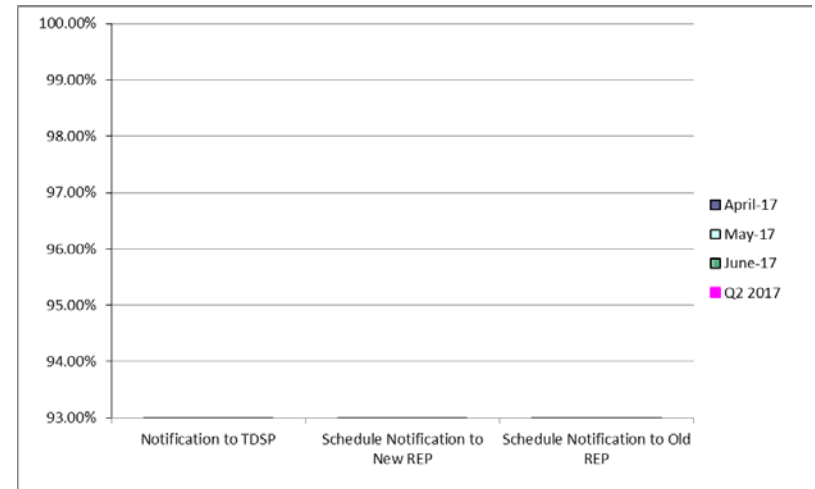 100.00%
99.00%
98.00%
97.00%
96.00%
95.00%
94.00%
93.00%
Notification to TDSP
Schedule Notification to
New REP
Schedule Notification to Old
REP
April-17
May-17
June-17
Q2 2017